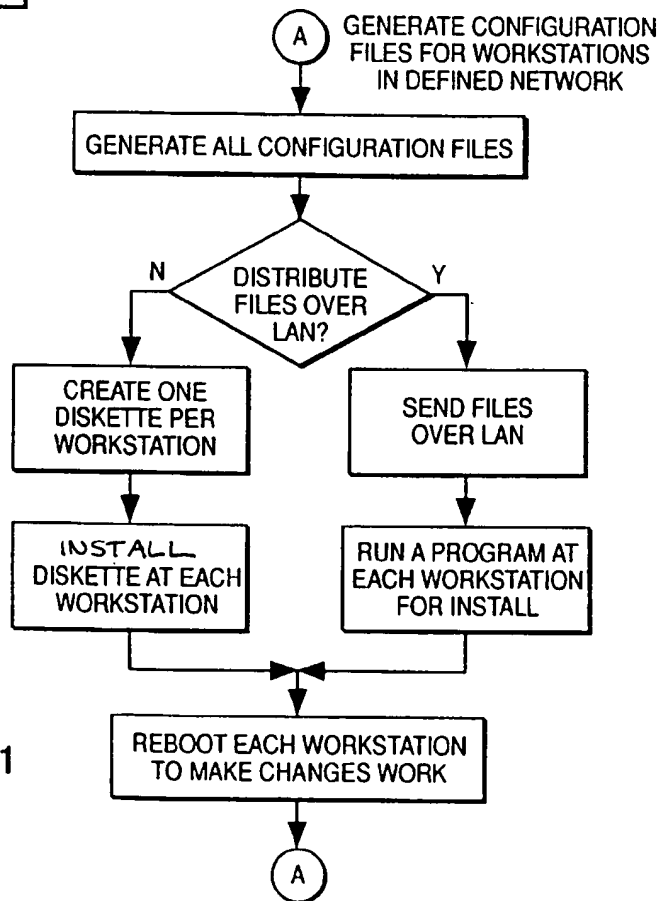 A
GENERATE CONFIGURATION
FILES FOR WORKSTATIONS
IN DEFINED NETWORK
GENERATE ALL CONFIGURATION FILES
DISTRIBUTE
FILES OVER
LAN?
N
Y
CREATE ONE
DISKETTE PER
WORKSTATION
SEND FILES
OVER LAN
INSTALL
DISKETTE AT EACH
WORKSTATION
RUN A PROGRAM AT
EACH WORKSTATION
FOR INSTALL
1
REBOOT EACH WORKSTATION
TO MAKE CHANGES WORK
A